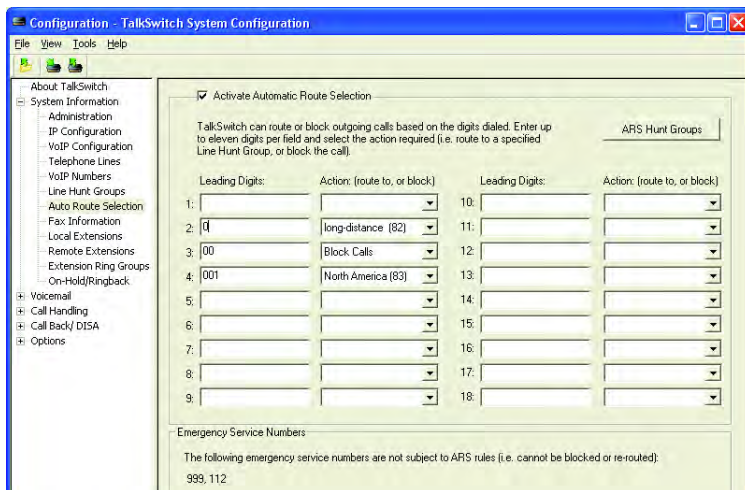 Configuration - TalkSwitch System Configuration
File View Tools Help
About TalkSwitch
System Information
Administration
IP Configuration
VoIP Configuration
Telephone Lines
VoIP Numbers
Line Hunt Groups
Auto Route Selection
Fax Information
Local Extensions
Remote Extensions
Extension Ring Groups
On-Hold/Ringback
Voicemail
Call Handling
Call Back/ DISA
Options
Activate Automatic Route Selection
TalkSwitch can route or block outgoing calls based on the digits dialed. Enter up
to eleven digits per field and select the action required (i.e. route to a specified
Line Hunt Group, or block the call).
ARS Hunt Groups
Leading Digits: Action: (route to, or block) Leading Digits: Action: (route to, or block)
1: 10:
2: 0 long-distance (82) 11:
3: 00 Block Calls 12:
4: 001 North America (83) 13:
5: 14:
6: 15:
7: 16:
8: 17:
9: 18:
Emergency Service Numbers
The following emergency service numbers are not subject to ARS rules (i.e. cannot be blocked or re-routed):
999, 112